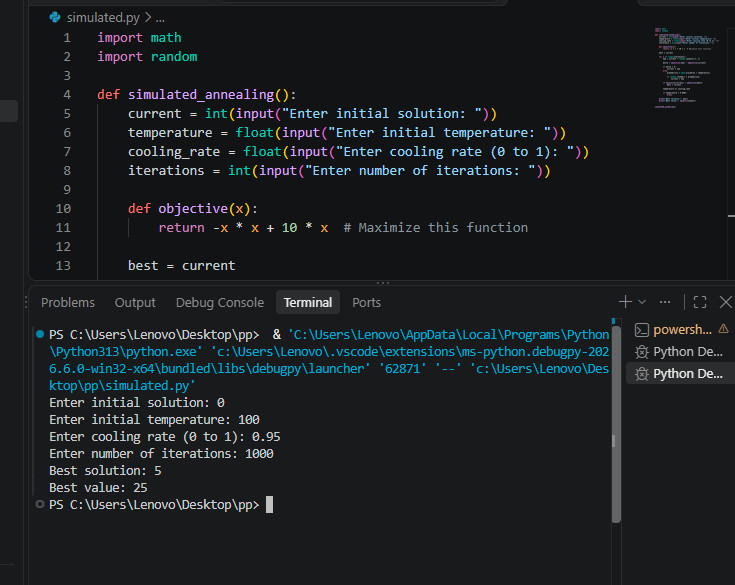 simulated.py > ...
1 import math
2 import random
3
4 def simulated_annealing():
5 current = int(input("Enter initial solution: "))
6 temperature = float(input("Enter initial temperature: "))
7 cooling_rate = float(input("Enter cooling rate (0 to 1): "))
8 iterations = int(input("Enter number of iterations: "))
9
10 def objective(x):
11 return -x * x + 10 * x  # Maximize this function
12
13 best = current
Problems Output Debug Console Terminal Ports
PS C:\Users\Lenovo\Desktop\pp>  & 'C:\Users\Lenovo\AppData\Local\Programs\Python
\Python313\python.exe' 'c:\Users\Lenovo\.vscode\extensions\ms-python.debugpy-202
6.6.0-win32-x64\bundled\libs\debugpy\launcher' '62871' '--' 'c:\Users\Lenovo\Des
ktop\pp\simulated.py'
Enter initial solution: 0
Enter initial temperature: 100
Enter cooling rate (0 to 1): 0.95
Enter number of iterations: 1000
Best solution: 5
Best value: 25
PS C:\Users\Lenovo\Desktop\pp>
powersh...
Python De...
Python De...